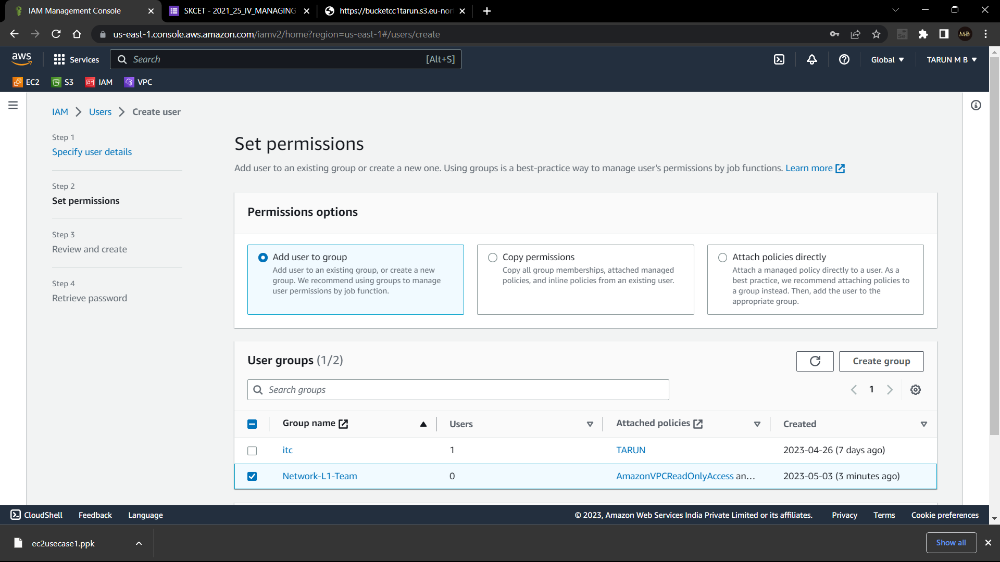 IAM Management Console
SKCET - 2021_25_IV_MANAGING
https://bucketcc1tarun.s3.eu-nor
us-east-1.console.aws.amazon.com/iamv2/home?region=us-east-1#/users/create
Se
M•B
aws
Services
Search
[Alt+S]
Global
TARUN M B
EC2
S3
IAM
VPC
IAM
Users
Create user
Step 1
Specify user details
Step 2
Set permissions
Step 3
Review and create
Step 4
Retrieve password
Set permissions
Add user to an existing group or create a new one. Using groups is a best-practice way to manage user's permissions by job functions. Learn more
Permissions options
Add user to group
Add user to an existing group, or create a new
group. We recommend using groups to manage
user permissions by job function.
Copy permissions
Copy all group memberships, attached managed
policies, and inline policies from an existing user.
Attach policies directly
Attach a managed policy directly to a user. As a
best practice, we recommend attaching policies to
a group instead. Then, add the user to the
appropriate group.
User groups (1/2)
Create group
Search groups
1
Group name
Users
Attached policies
Created
itc
1
TARUN
2023-04-26 (7 days ago)
Network-L1-Team
0
AmazonVPCReadOnlyAccess an...
2023-05-03 (3 minutes ago)
CloudShell
Feedback
Language
© 2023, Amazon Web Services India Private Limited or its affiliates.
Privacy
Terms
Cookie preferences
ec2usecase1.ppk
Show all